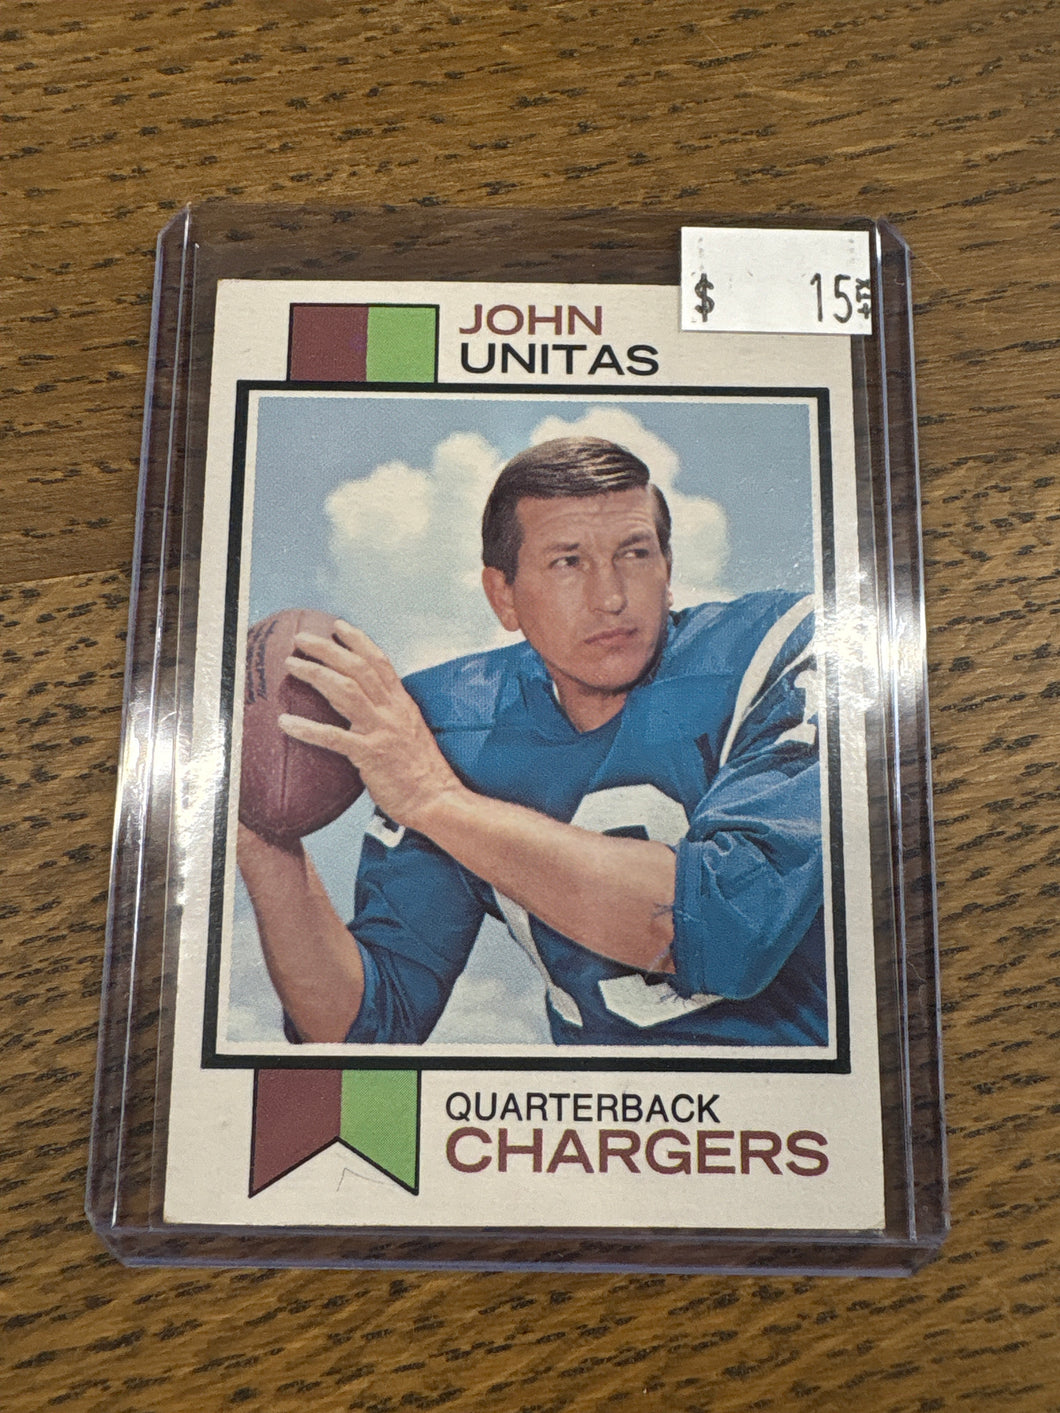 $ 15
JOHN
UNITAS
QUARTERBACK
CHARGERS